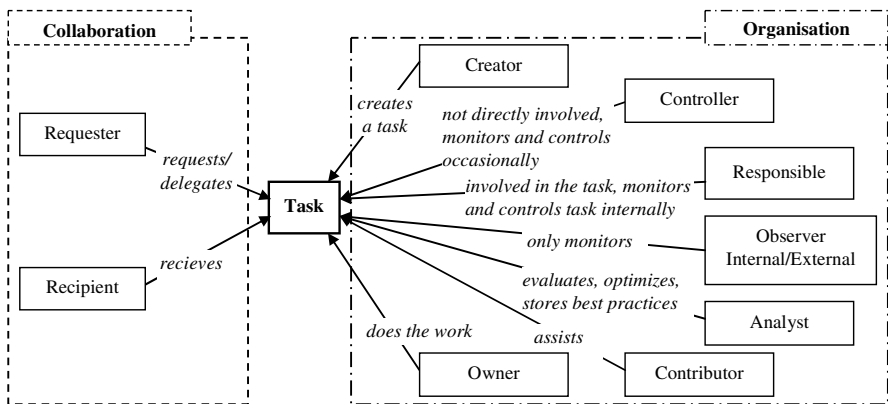 Collaboration
Organisation
Creator
creates
a task
Controller
not directly involved,
monitors and controls
occasionally
Requester
requests/
delegates
Task
Responsible
involved in the task, monitors
and controls task internally
Observer
Internal/External
only monitors
Recipient
recieves
evaluates, optimizes,
stores best practices
Analyst
does the work
assists
Owner
Contributor